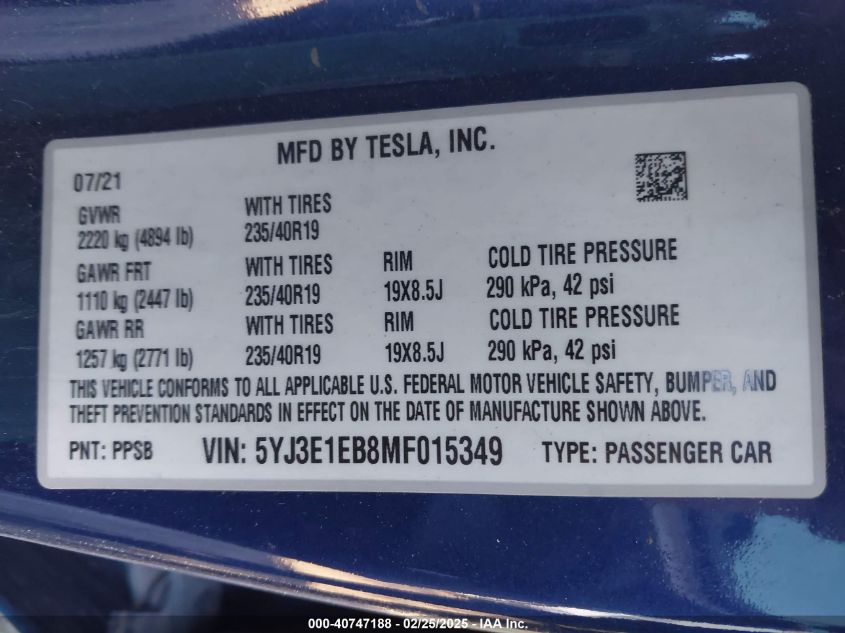 MFD BY TESLA, INC.
07/21
GVWR WITH TIRES
2220 kg (4894 lb) 235/40R19
GAWR FRT WITH TIRES RIM COLD TIRE PRESSURE
1110 kg (2447 lb) 235/40R19 19X8.5J 290 kPa, 42 psi
GAWR RR WITH TIRES RIM COLD TIRE PRESSURE
1257 kg (2771 lb) 235/40R19 19X8.5J 290 kPa, 42 psi
THIS VEHICLE CONFORMS TO ALL APPLICABLE U.S. FEDERAL MOTOR VEHICLE SAFETY, BUMPER, AND
THEFT PREVENTION STANDARDS IN EFFECT ON THE DATE OF MANUFACTURE SHOWN ABOVE.
PNT: PPSB VIN: 5YJ3E1EB8MF015349 TYPE: PASSENGER CAR
000-40747188 - 02/25/2025 - IAA Inc.